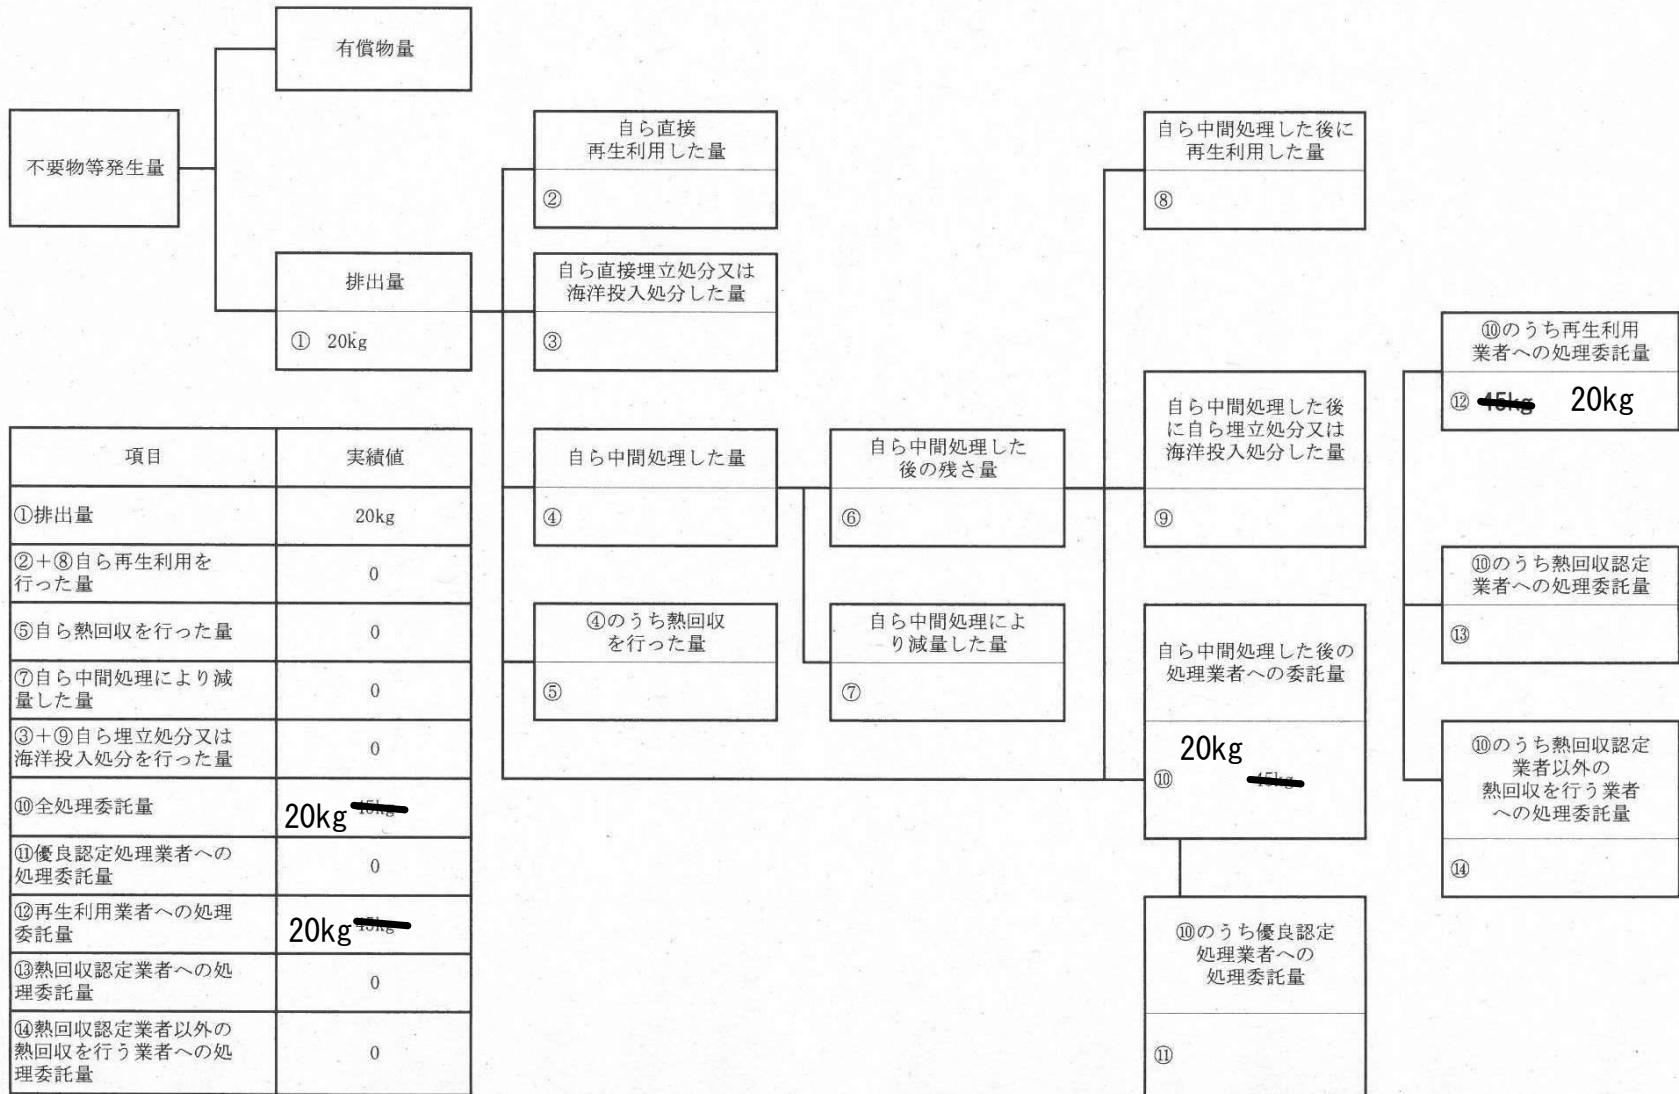 有償物量
不要物等発生量
排出量
① 20kg
自ら直接
再生利用した量
②
自ら直接埋立処分又は
海洋投入処分した量
③
自ら中間処理した量
④
④のうち熱回収
を行った量
⑤
自ら中間処理した
後の残さ量
⑥
自ら中間処理によ
り減量した量
⑦
自ら中間処理した後に
再生利用した量
⑧
自ら中間処理した後
に自ら埋立処分又は
海洋投入処分した量
⑨
自ら中間処理した後の
処理業者への委託量
20kg
⑩ 45kg
⑩のうち優良認定
処理業者への
処理委託量
⑪
⑩のうち再生利用
業者への処理委託量
⑫ 45kg 20kg
⑩のうち熱回収認定
業者への処理委託量
⑬
⑩のうち熱回収認定
業者以外の
熱回収を行う業者
への処理委託量
⑭
項目 実績値
①排出量 20kg
②+⑧自ら再生利用を
行った量 0
⑤自ら熱回収を行った量 0
⑦自ら中間処理により減
量した量 0
③+⑨自ら埋立処分又は
海洋投入処分を行った量 0
⑩全処理委託量 20kg 45kg
⑪優良認定処理業者への
処理委託量 0
⑫再生利用業者への処理
委託量 20kg 45kg
⑬熱回収認定業者への処
理委託量 0
⑭熱回収認定業者以外の
熱回収を行う業者への処
理委託量 0